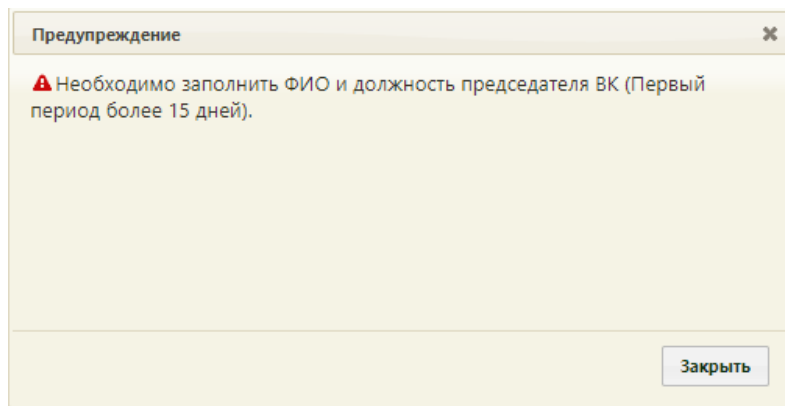 Предупреждение
Необходимо заполнить ФИО и должность председателя ВК (Первый
период более 15 дней).
Закрыть